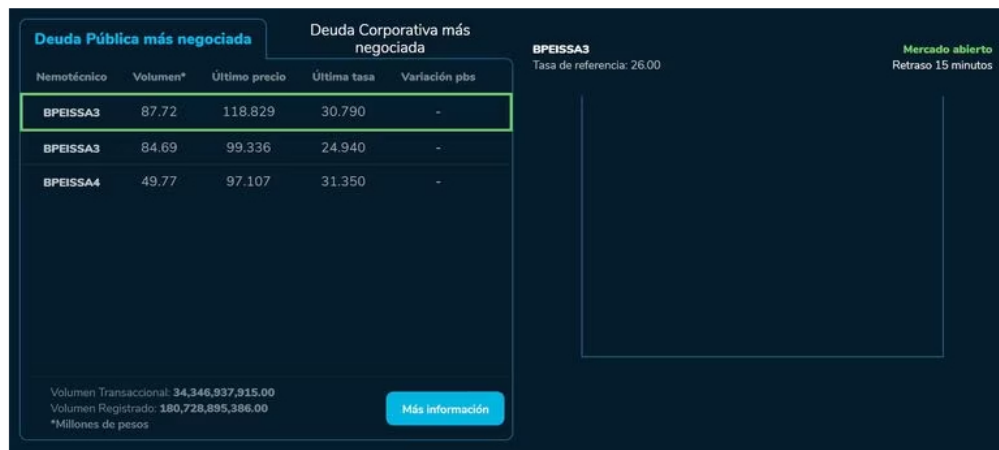 Deuda Pública más negociada
Deuda Corporativa más
negociada
Nemotécnico Volumen* Último precio Última tasa Variación pbs
BPEISSA3 87.72 118.829 30.790 -
BPEISSA3 84.69 99.336 24.940 -
BPEISSA4 49.77 97.107 31.350 -
Volumen Transaccional: 34,346,937,915.00
Volumen Registrado: 180,728,895,386.00
*Millones de pesos
Más información
BPEISSA3
Tasa de referencia: 26.00
Mercado abierto
Retraso 15 minutos